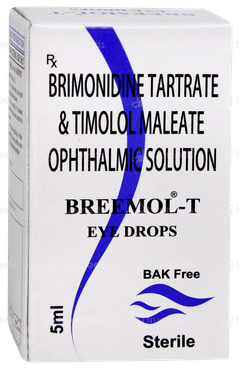 Rx
BRIMONIDINE TARTRATE
& TIMOLOL MALEATE
OPHTHALMIC SOLUTION
BREEMOL-T®
EYE DROPS
5ml
BAK Free
Sterile